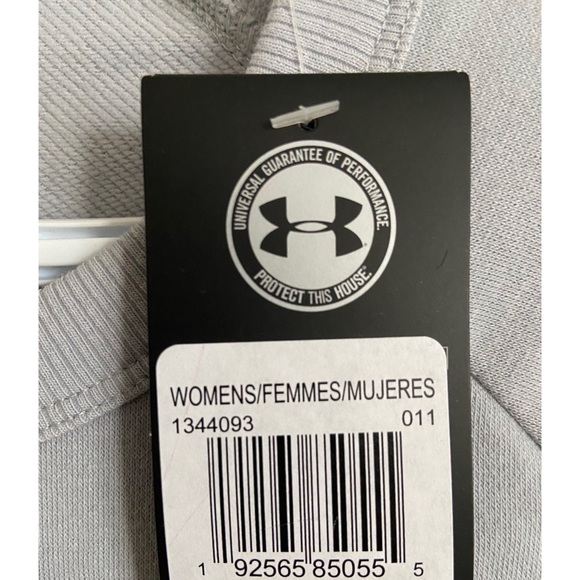 UNIVERSAL GUARANTEE OF PERFORMANCE.
PROTECT THIS HOUSE.
WOMENS/FEMMES/MUJERES
1344093 011
1 92565 85055 5